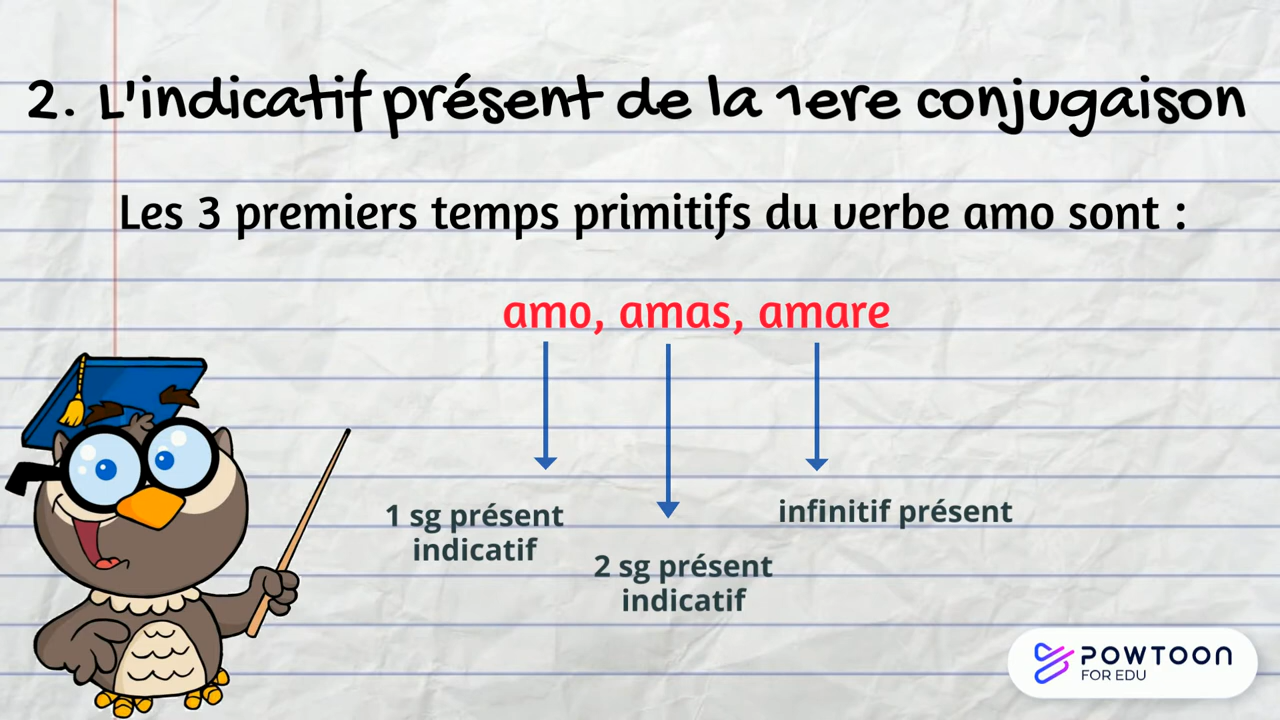 2. L'indicatif présent de la 1ere conjugaison
Les 3 premiers temps primitifs du verbe amo sont :
amo, amas, amare
1 sg présent
indicatif
2 sg présent
indicatif
infinitif présent
POWTOON
FOR EDU